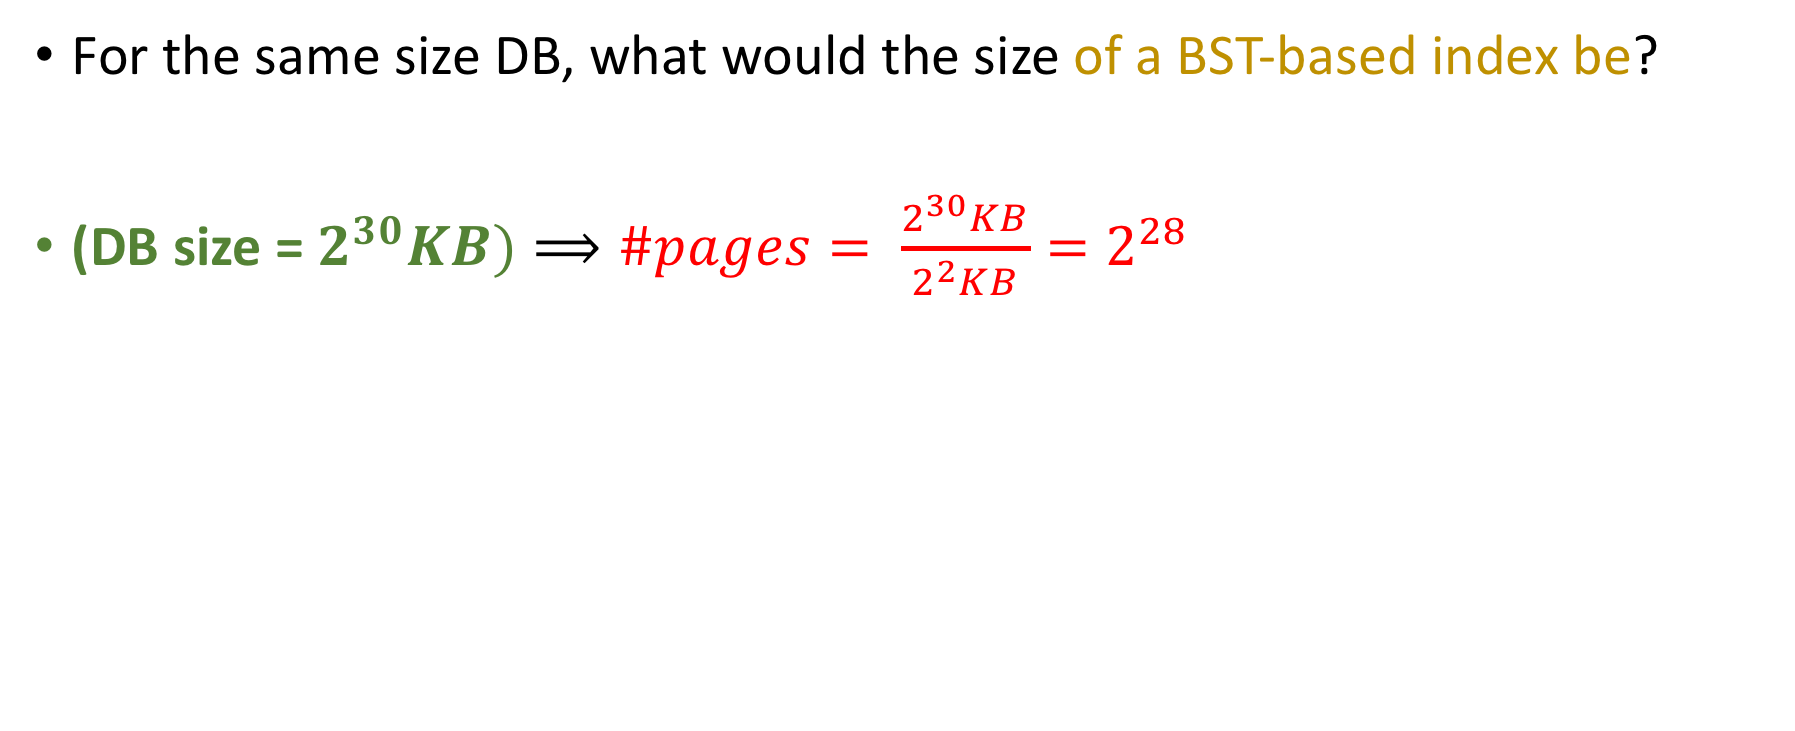 • For the same size DB, what would the size of a BST-based index be?
• (DB size = 2^30 KB) ⟹ #pages = 2^30 KB / 2^2 KB = 2^28